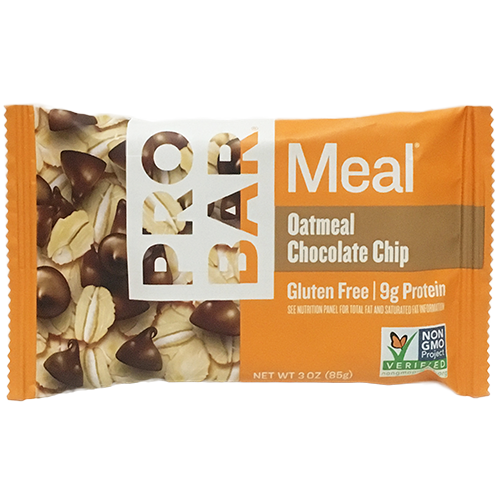 PRO
BAR
Meal®
Oatmeal
Chocolate Chip
Gluten Free | 9g Protein
SEE NUTRITION PANEL FOR TOTAL FAT AND SATURATED FAT INFORMATION
NON
GMO
Project
VERIFIED
NET WT 3 OZ (85g)